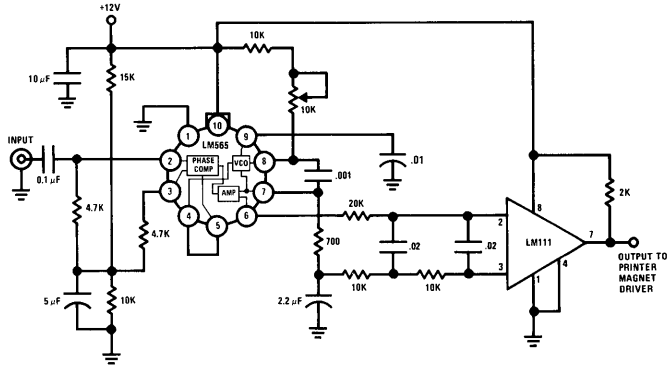 +12V
10K
10 µF
15K
10K
INPUT
1
10
LM565
9
2
PHASE
COMP
VCO
8
0.1 µF
.01
3
AMP
7
.001
4.7K
4.7K
4
5
6
20K
8
2K
2
LM111
7
700
.02
.02
3
1
4
OUTPUT TO
PRINTER
MAGNET
DRIVER
5 µF
10K
2.2 µF
10K
10K